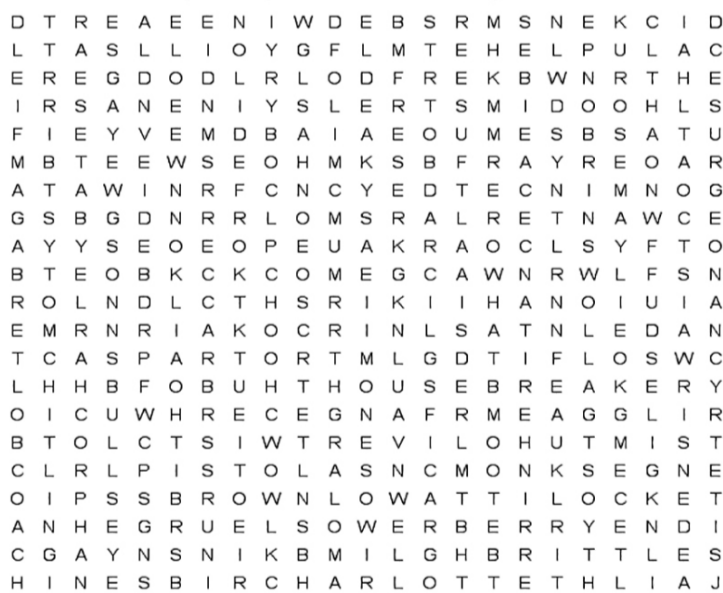 D T R E A E E N I W D E B S R M S N E K C I D
L T A S L L I O Y G F L M T E H E L P U L A C
E R E G D O D L R L O D F R E K B W N R T H E
I R S A N E N I Y S L E R T S M I D O O H L S
F I E Y V E M D B A I A E O U M E S B S A T U
M B T E E W S E O H M K S B F R A Y R E O A R
A T A W I N R F C N C Y E D T E C N I M N O G
G S B G D N R R L O M S R A L R E T N A W C E
A Y Y S E O E O P E U A K R A O C L S Y F T O
B T E O B K C K C O M E G C A W N R W L F S N
R O L N D L C T H S R I K I I H A N O I U I A
E M R N R I A K O C R I N L S A T N L E D A N
T C A S P A R T O R T M L G D T I F L O S W C
L H H B F O B U H T H O U S E B R E A K E R Y
O I C U W H R E C E G N A F R M E A G G L I R
B T O L C T S I W T R E V I L O H U T M I S T
C L R L P I S T O L A S N C M O N K S E G N E
O I P S S B R O W N L O W A T T I L O C K E T
A N H E G R U E L S O W E R B E R R Y E N D I
C G A Y N S N I K B M I L G H B R I T T L E S
H I N E S B I R C H A R L O T T E T H L I A J